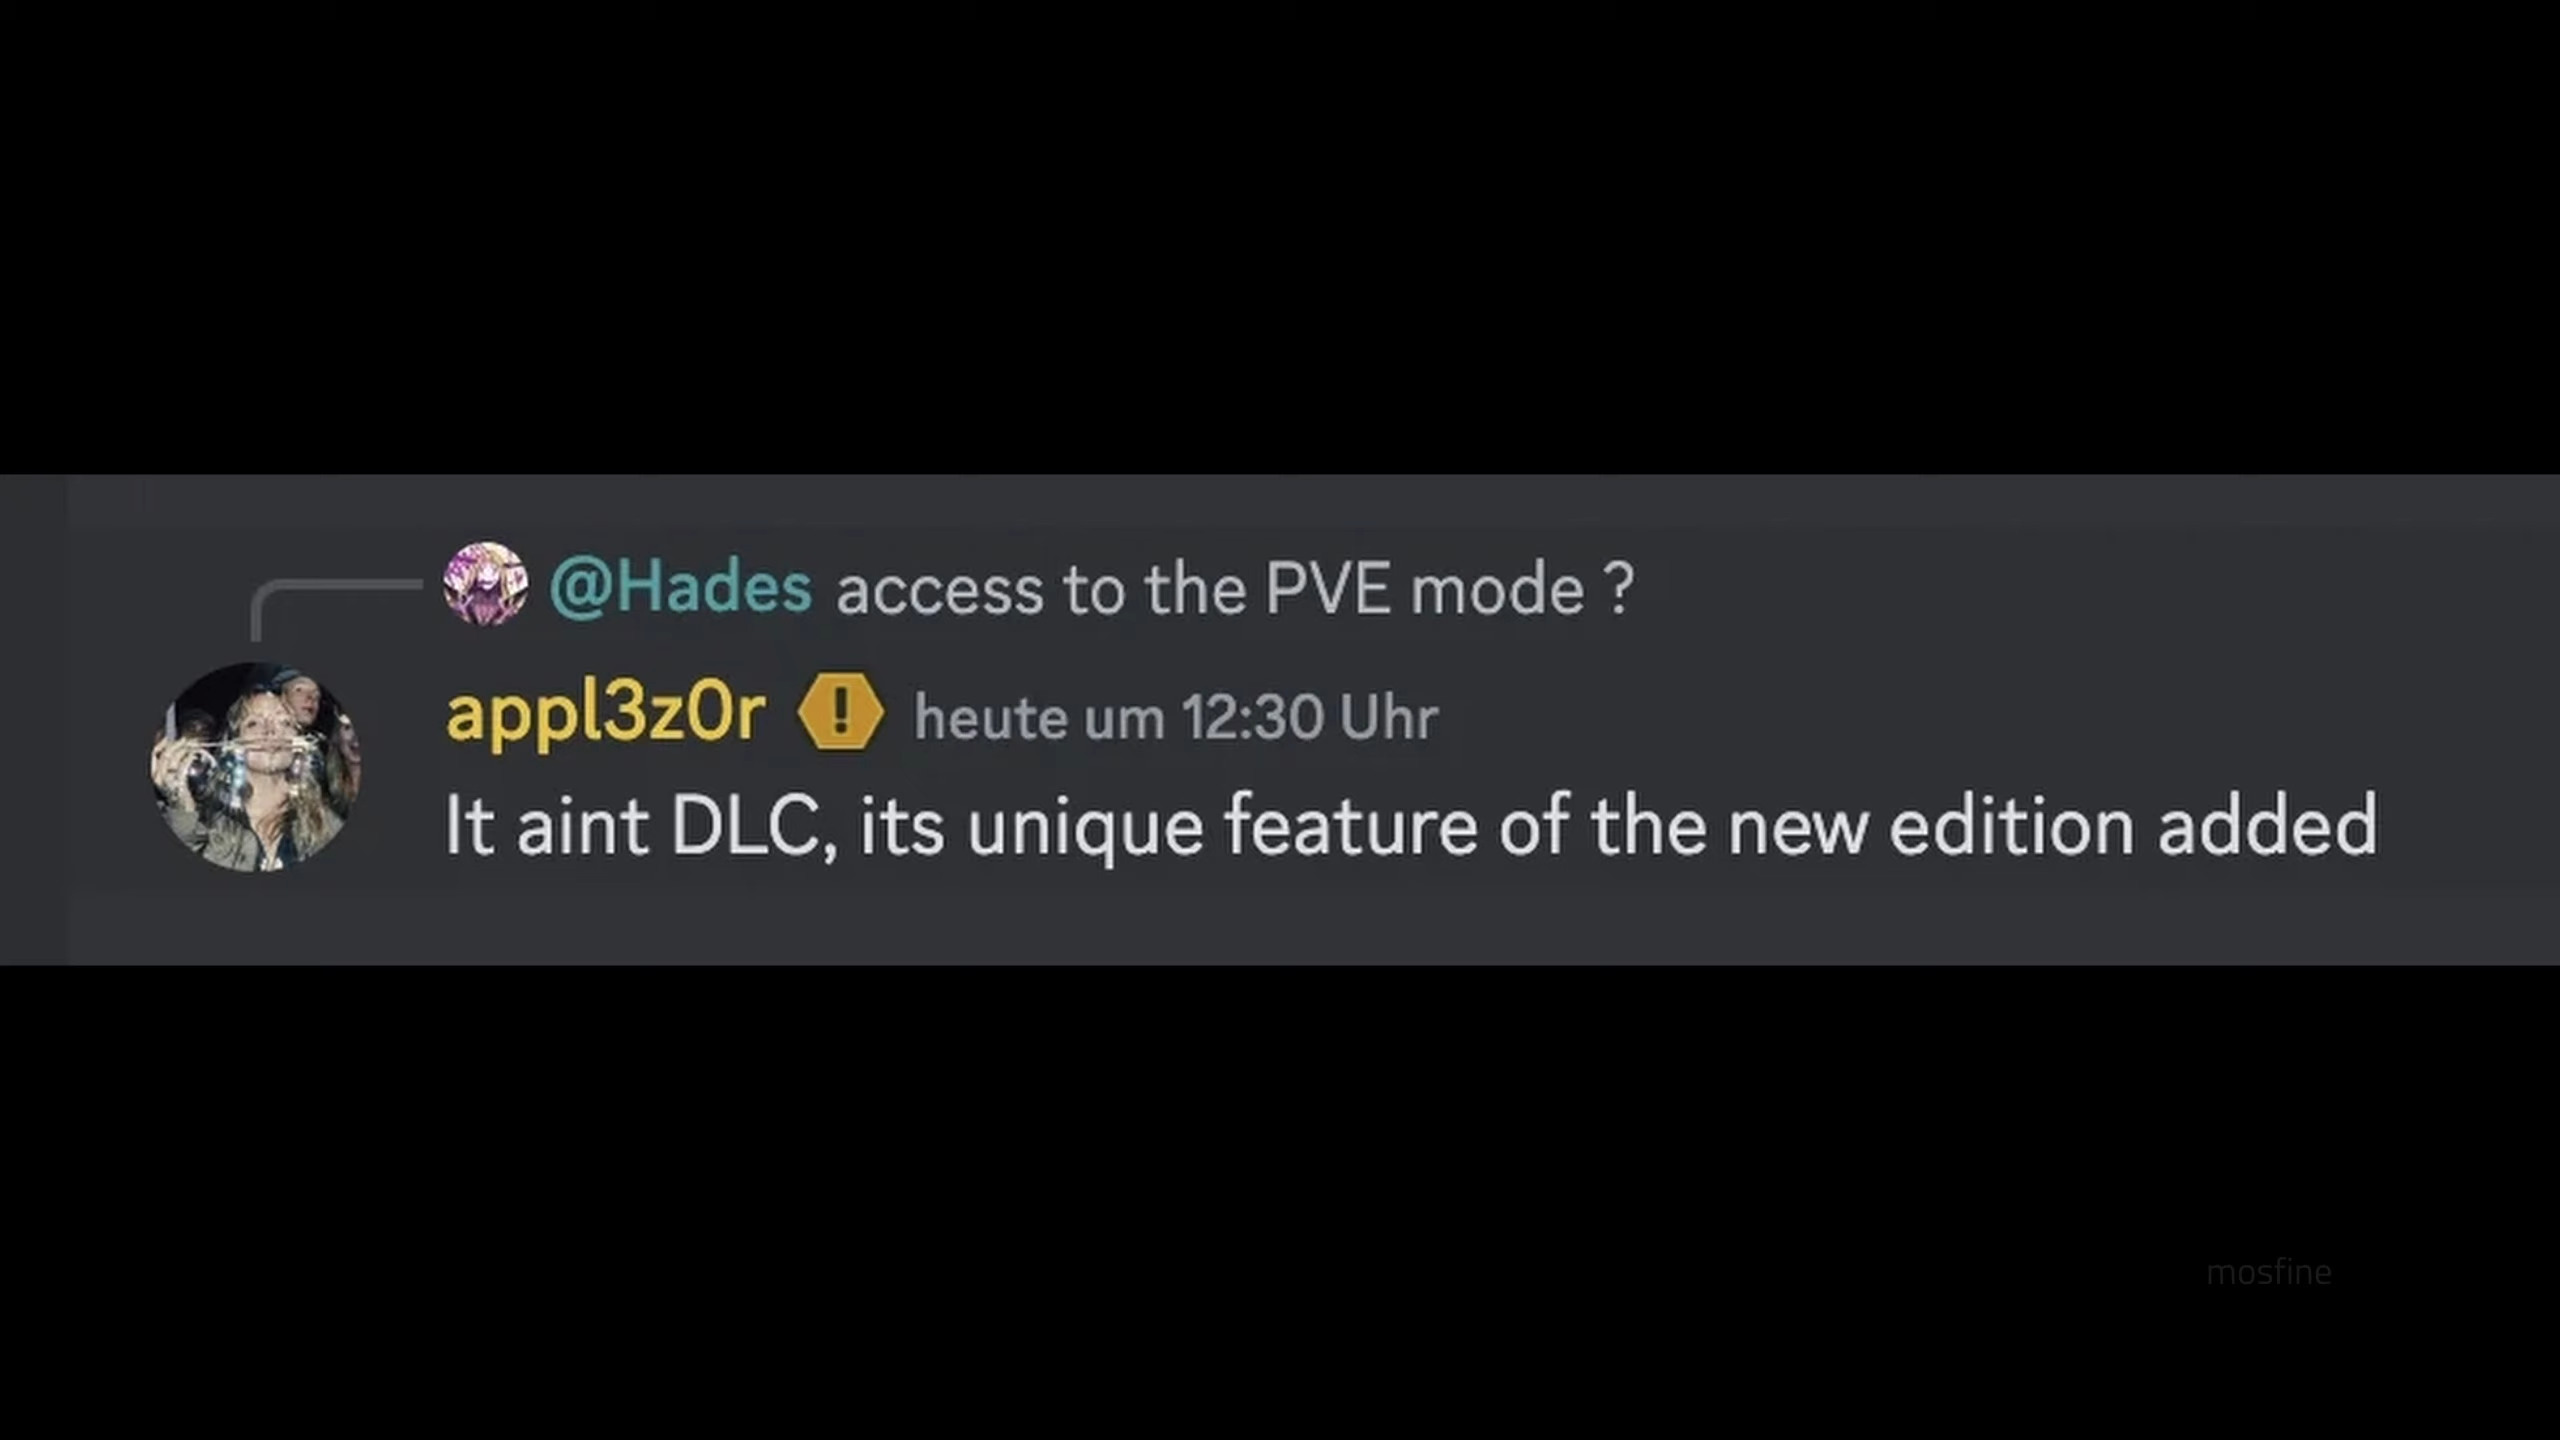 @Hades access to the PVE mode ?
appl3z0r heute um 12:30 Uhr
It aint DLC, its unique feature of the new edition added
mosfine